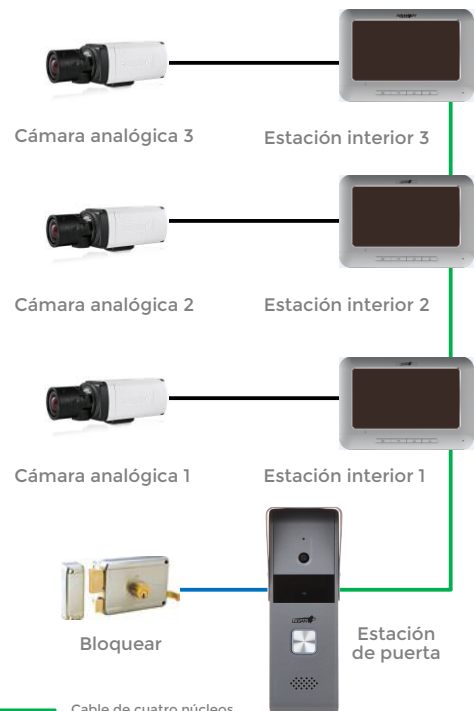 Cámara analógica 3
Estación interior 3
Cámara analógica 2
Estación interior 2
Cámara analógica 1
Estación interior 1
Bloquear
Estación
de puerta
Cable de cuatro núcleos